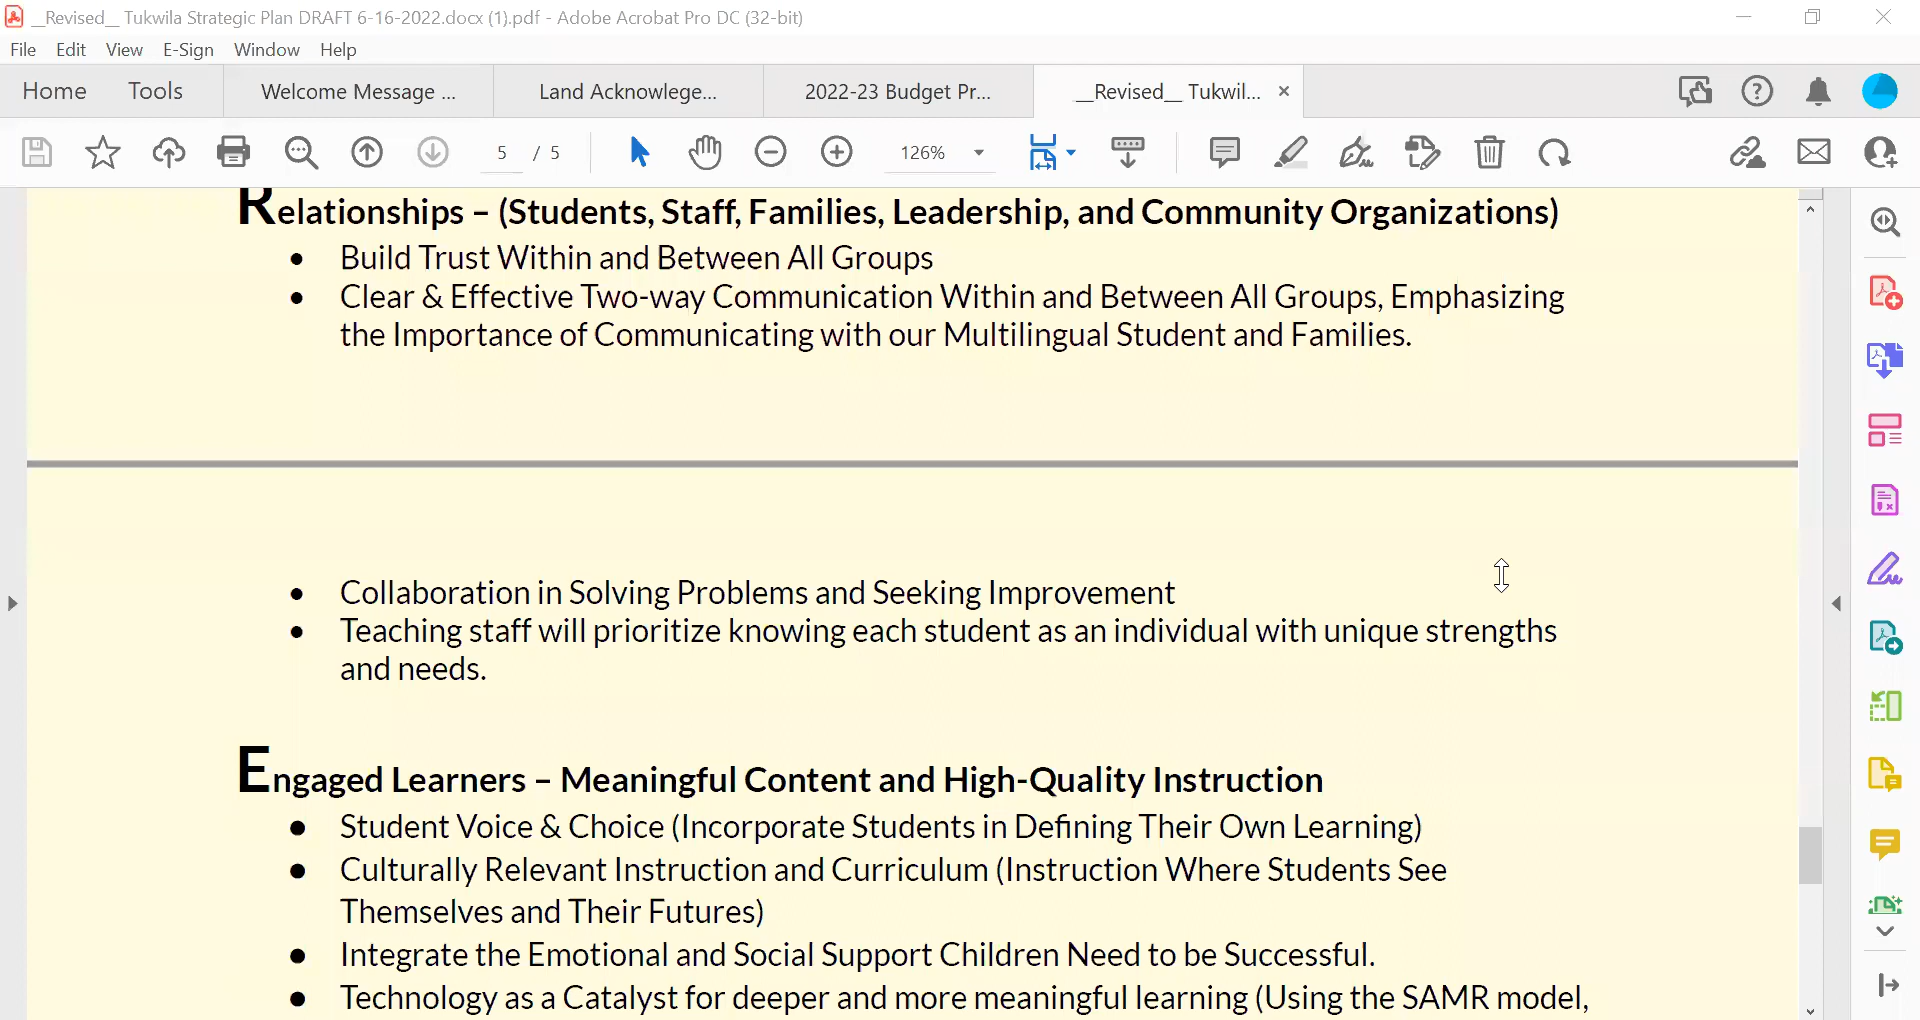 __Revised__ Tukwila Strategic Plan DRAFT 6-16-2022.docx (1).pdf - Adobe Acrobat Pro DC (32-bit)
File Edit View E-Sign Window Help
Home Tools Welcome Message ... Land Acknowlege... 2022-23 Budget Pr... __Revised__ Tukwil... ×
5 / 5 126%
Relationships – (Students, Staff, Families, Leadership, and Community Organizations)
• Build Trust Within and Between All Groups
• Clear & Effective Two-way Communication Within and Between All Groups, Emphasizing
the Importance of Communicating with our Multilingual Student and Families.
• Collaboration in Solving Problems and Seeking Improvement
• Teaching staff will prioritize knowing each student as an individual with unique strengths
and needs.
Engaged Learners – Meaningful Content and High-Quality Instruction
● Student Voice & Choice (Incorporate Students in Defining Their Own Learning)
● Culturally Relevant Instruction and Curriculum (Instruction Where Students See
Themselves and Their Futures)
● Integrate the Emotional and Social Support Children Need to be Successful.
● Technology as a Catalyst for deeper and more meaningful learning (Using the SAMR model,